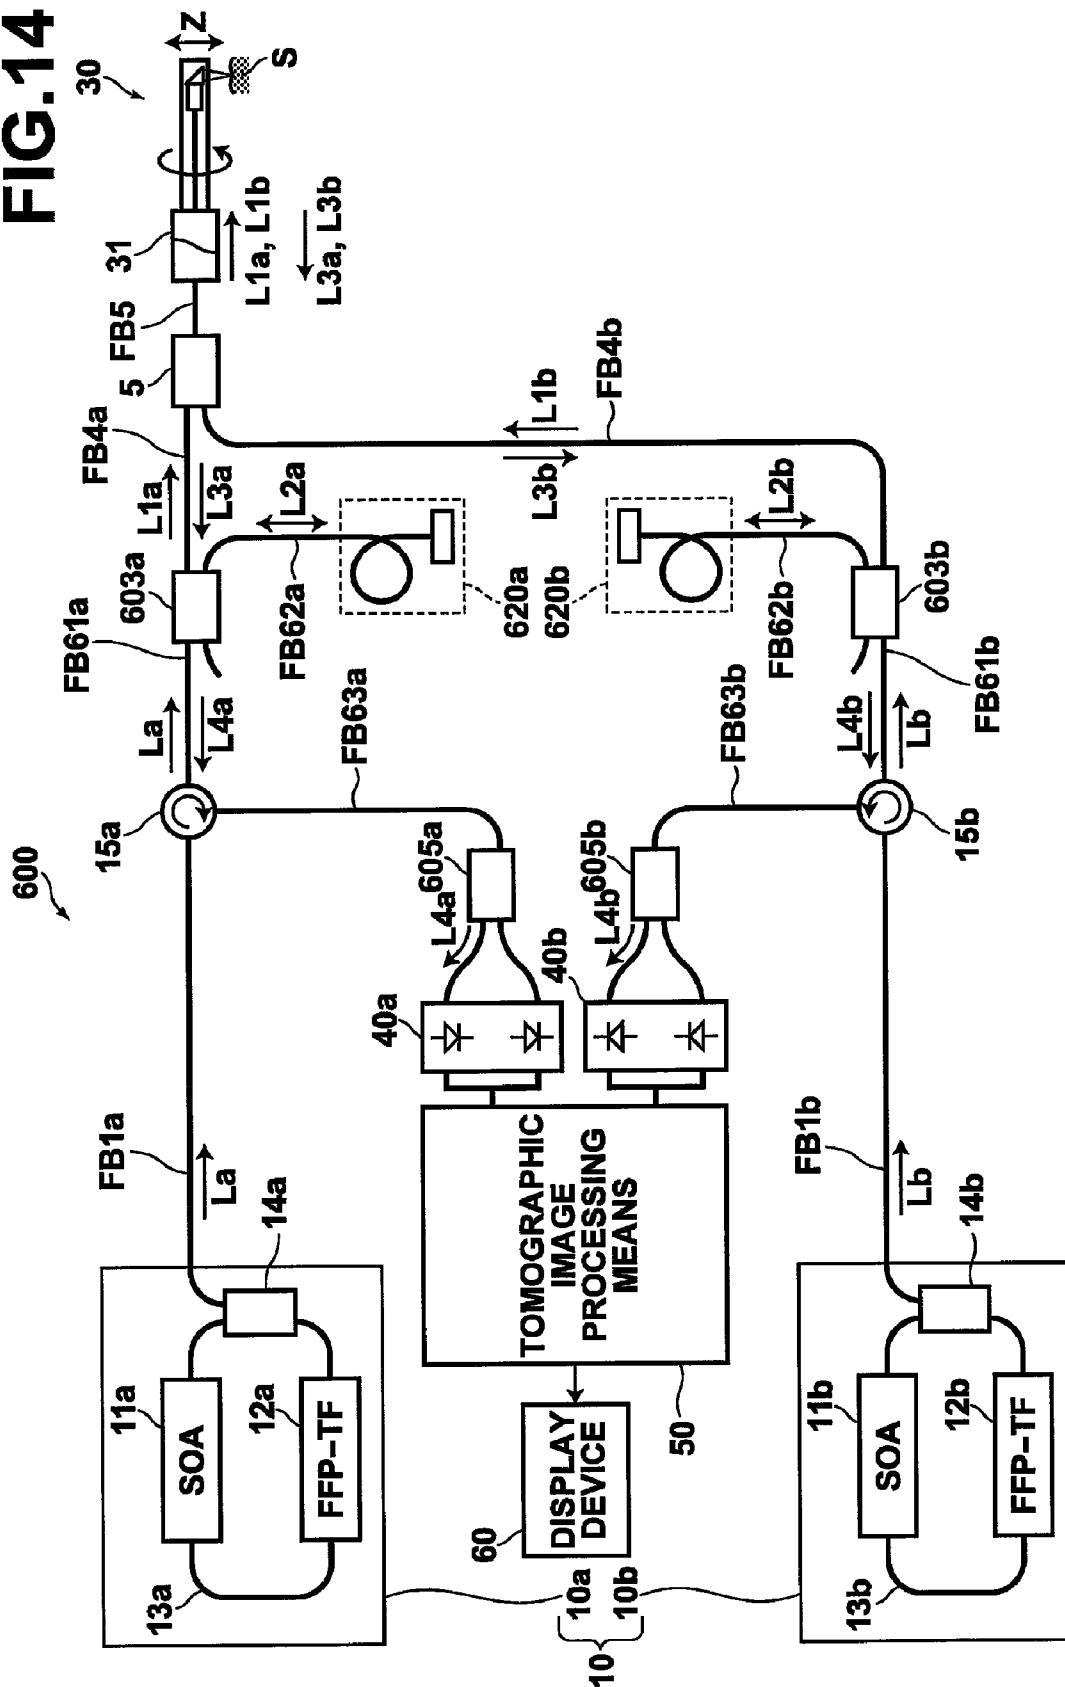 FIG.14
600
30
Z
S
31
L1a, L1b
L3a, L3b
FB5
5
FB4a
L1a
L3a
L2a
603a
FB62a
620a
FB61a
La
L4a
15a
FB63a
605a
L4a
40a
FB1a
La
14a
11a
SOA
12a
FFP-TF
13a
FB4b
L1b
L3b
L2b
620b
FB62b
603b
FB61b
L4b
Lb
15b
FB63b
605b
L4b
40b
TOMOGRAPHIC
IMAGE
PROCESSING
MEANS
50
DISPLAY
DEVICE
60
FB1b
Lb
14b
11b
SOA
12b
FFP-TF
13b
10a
10b
10